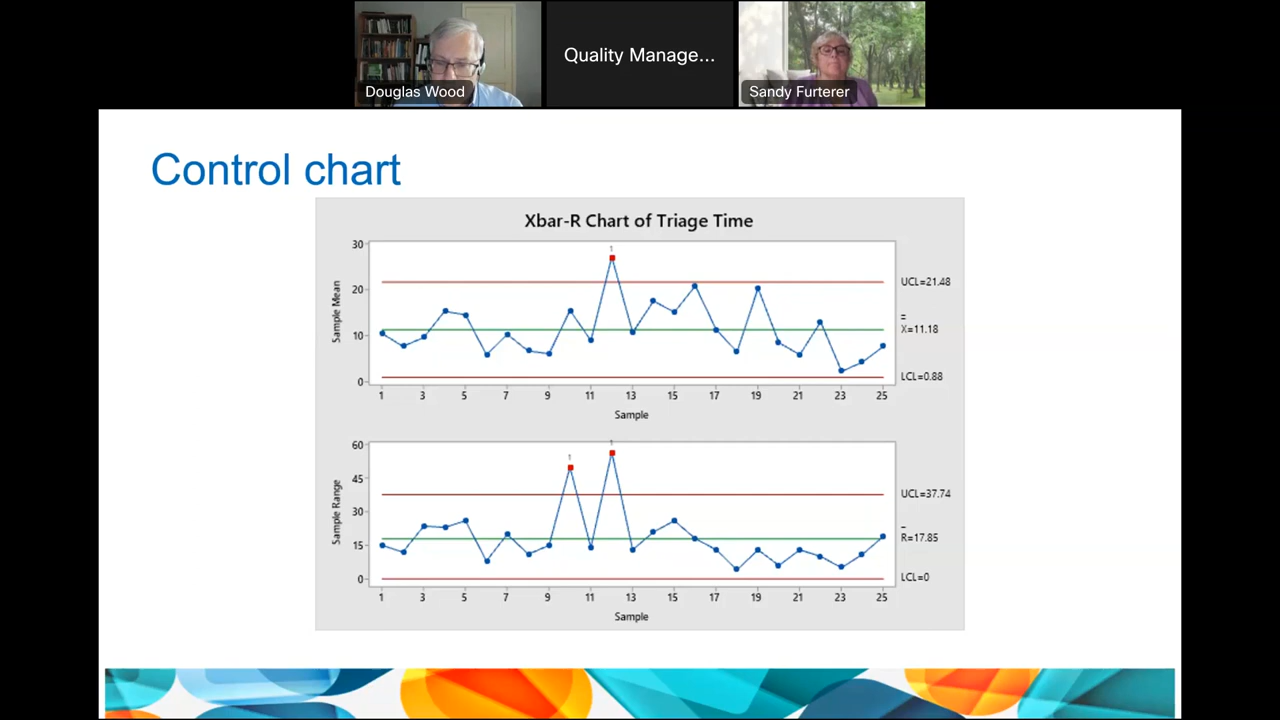 Douglas Wood
Quality Manage...
Sandy Furterer
Control chart
Xbar-R Chart of Triage Time
30
20
10
0
Sample Mean
1
UCL=21.48
X=11.18
LCL=0.88
1 3 5 7 9 11 13 15 17 19 21 23 25
Sample
60
45
30
15
0
Sample Range
1
1
UCL=37.74
R=17.85
LCL=0
1 3 5 7 9 11 13 15 17 19 21 23 25
Sample